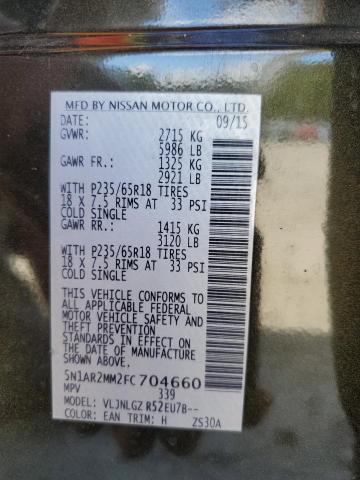 MFD BY NISSAN MOTOR CO., LTD.
DATE: 09/15
GVWR: 2715 KG
5986 LB
GAWR FR.: 1325 KG
2921 LB
WITH P235/65R18 TIRES
18 X 7.5 RIMS AT 33 PSI
COLD SINGLE
GAWR RR.: 1415 KG
3120 LB
WITH P235/65R18 TIRES
18 X 7.5 RIMS AT 33 PSI
COLD SINGLE
THIS VEHICLE CONFORMS TO
ALL APPLICABLE FEDERAL
MOTOR VEHICLE SAFETY AND
THEFT PREVENTION
STANDARDS IN EFFECT ON
THE DATE OF MANUFACTURE
SHOWN ABOVE.
5N1AR2MM2FC704660
MPV 339
MODEL: VLJNLGZ R52EU7B--
COLOR: EAN TRIM: H ZS30A